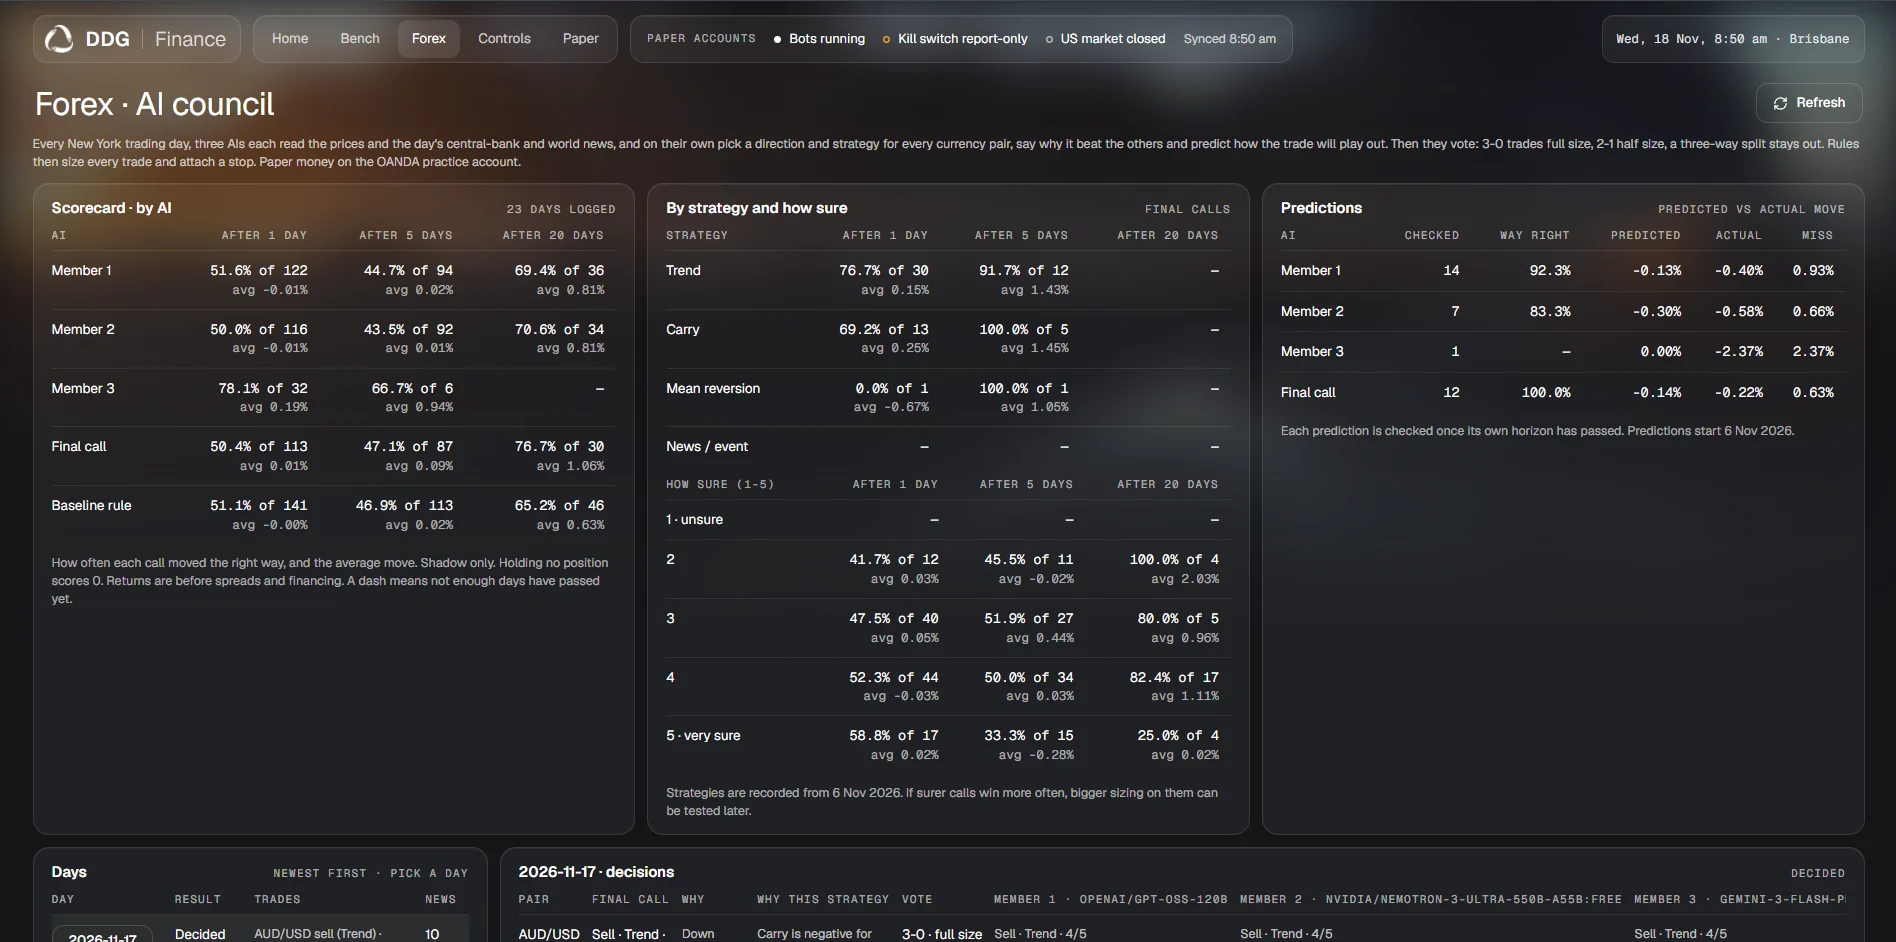 DDG | Finance
Home Bench Forex Controls Paper
PAPER ACCOUNTS Bots running Kill switch report-only US market closed Synced 8:50 am
Wed, 18 Nov, 8:50 am · Brisbane
Forex · AI council
Refresh
Every New York trading day, three AIs each read the prices and the day's central-bank and world news, and on their own pick a direction and strategy for every currency pair, say why it beat the others and predict how the trade will play out. Then they vote: 3-0 trades full size, 2-1 half size, a three-way split stays out. Rules
then size every trade and attach a stop. Paper money on the OANDA practice account.
Scorecard · by AI 23 DAYS LOGGED
AI AFTER 1 DAY AFTER 5 DAYS AFTER 20 DAYS
Member 1 51.6% of 122 44.7% of 94 69.4% of 36
avg -0.01% avg 0.02% avg 0.81%
Member 2 50.0% of 116 43.5% of 92 70.6% of 34
avg -0.01% avg 0.01% avg 0.81%
Member 3 78.1% of 32 66.7% of 6 –
avg 0.19% avg 0.94%
Final call 50.4% of 113 47.1% of 87 76.7% of 30
avg 0.01% avg 0.09% avg 1.06%
Baseline rule 51.1% of 141 46.9% of 113 65.2% of 46
avg -0.00% avg 0.02% avg 0.63%
How often each call moved the right way, and the average move. Shadow only. Holding no position
scores 0. Returns are before spreads and financing. A dash means not enough days have passed
yet.
By strategy and how sure FINAL CALLS
STRATEGY AFTER 1 DAY AFTER 5 DAYS AFTER 20 DAYS
Trend 76.7% of 30 91.7% of 12 –
avg 0.15% avg 1.43%
Carry 69.2% of 13 100.0% of 5 –
avg 0.25% avg 1.45%
Mean reversion 0.0% of 1 100.0% of 1 –
avg -0.67% avg 1.05%
News / event – – –
HOW SURE (1-5) AFTER 1 DAY AFTER 5 DAYS AFTER 20 DAYS
1 · unsure – – –
2 41.7% of 12 45.5% of 11 100.0% of 4
avg 0.03% avg -0.02% avg 2.03%
3 47.5% of 40 51.9% of 27 80.0% of 5
avg 0.05% avg 0.44% avg 0.96%
4 52.3% of 44 50.0% of 34 82.4% of 17
avg -0.03% avg 0.03% avg 1.11%
5 · very sure 58.8% of 17 33.3% of 15 25.0% of 4
avg 0.02% avg -0.28% avg 0.02%
Strategies are recorded from 6 Nov 2026. If surer calls win more often, bigger sizing on them can
be tested later.
Predictions PREDICTED VS ACTUAL MOVE
AI CHECKED WAY RIGHT PREDICTED ACTUAL MISS
Member 1 14 92.3% -0.13% -0.40% 0.93%
Member 2 7 83.3% -0.30% -0.58% 0.66%
Member 3 1 – 0.00% -2.37% 2.37%
Final call 12 100.0% -0.14% -0.22% 0.63%
Each prediction is checked once its own horizon has passed. Predictions start 6 Nov 2026.
Days NEWEST FIRST · PICK A DAY
DAY RESULT TRADES NEWS
2026-11-17 Decided AUD/USD sell (Trend) · 10
2026-11-17 · decisions DECIDED
PAIR FINAL CALL WHY WHY THIS STRATEGY VOTE MEMBER 1 · OPENAI/GPT-OSS-120B MEMBER 2 · NVIDIA/NEMOTRON-3-ULTRA-550B-A55B:FREE MEMBER 3 · GEMINI-3-FLASH-P
AUD/USD Sell · Trend · Down Carry is negative for 3-0 · full size Sell · Trend · 4/5 Sell · Trend · 4/5 Sell · Trend · 4/5